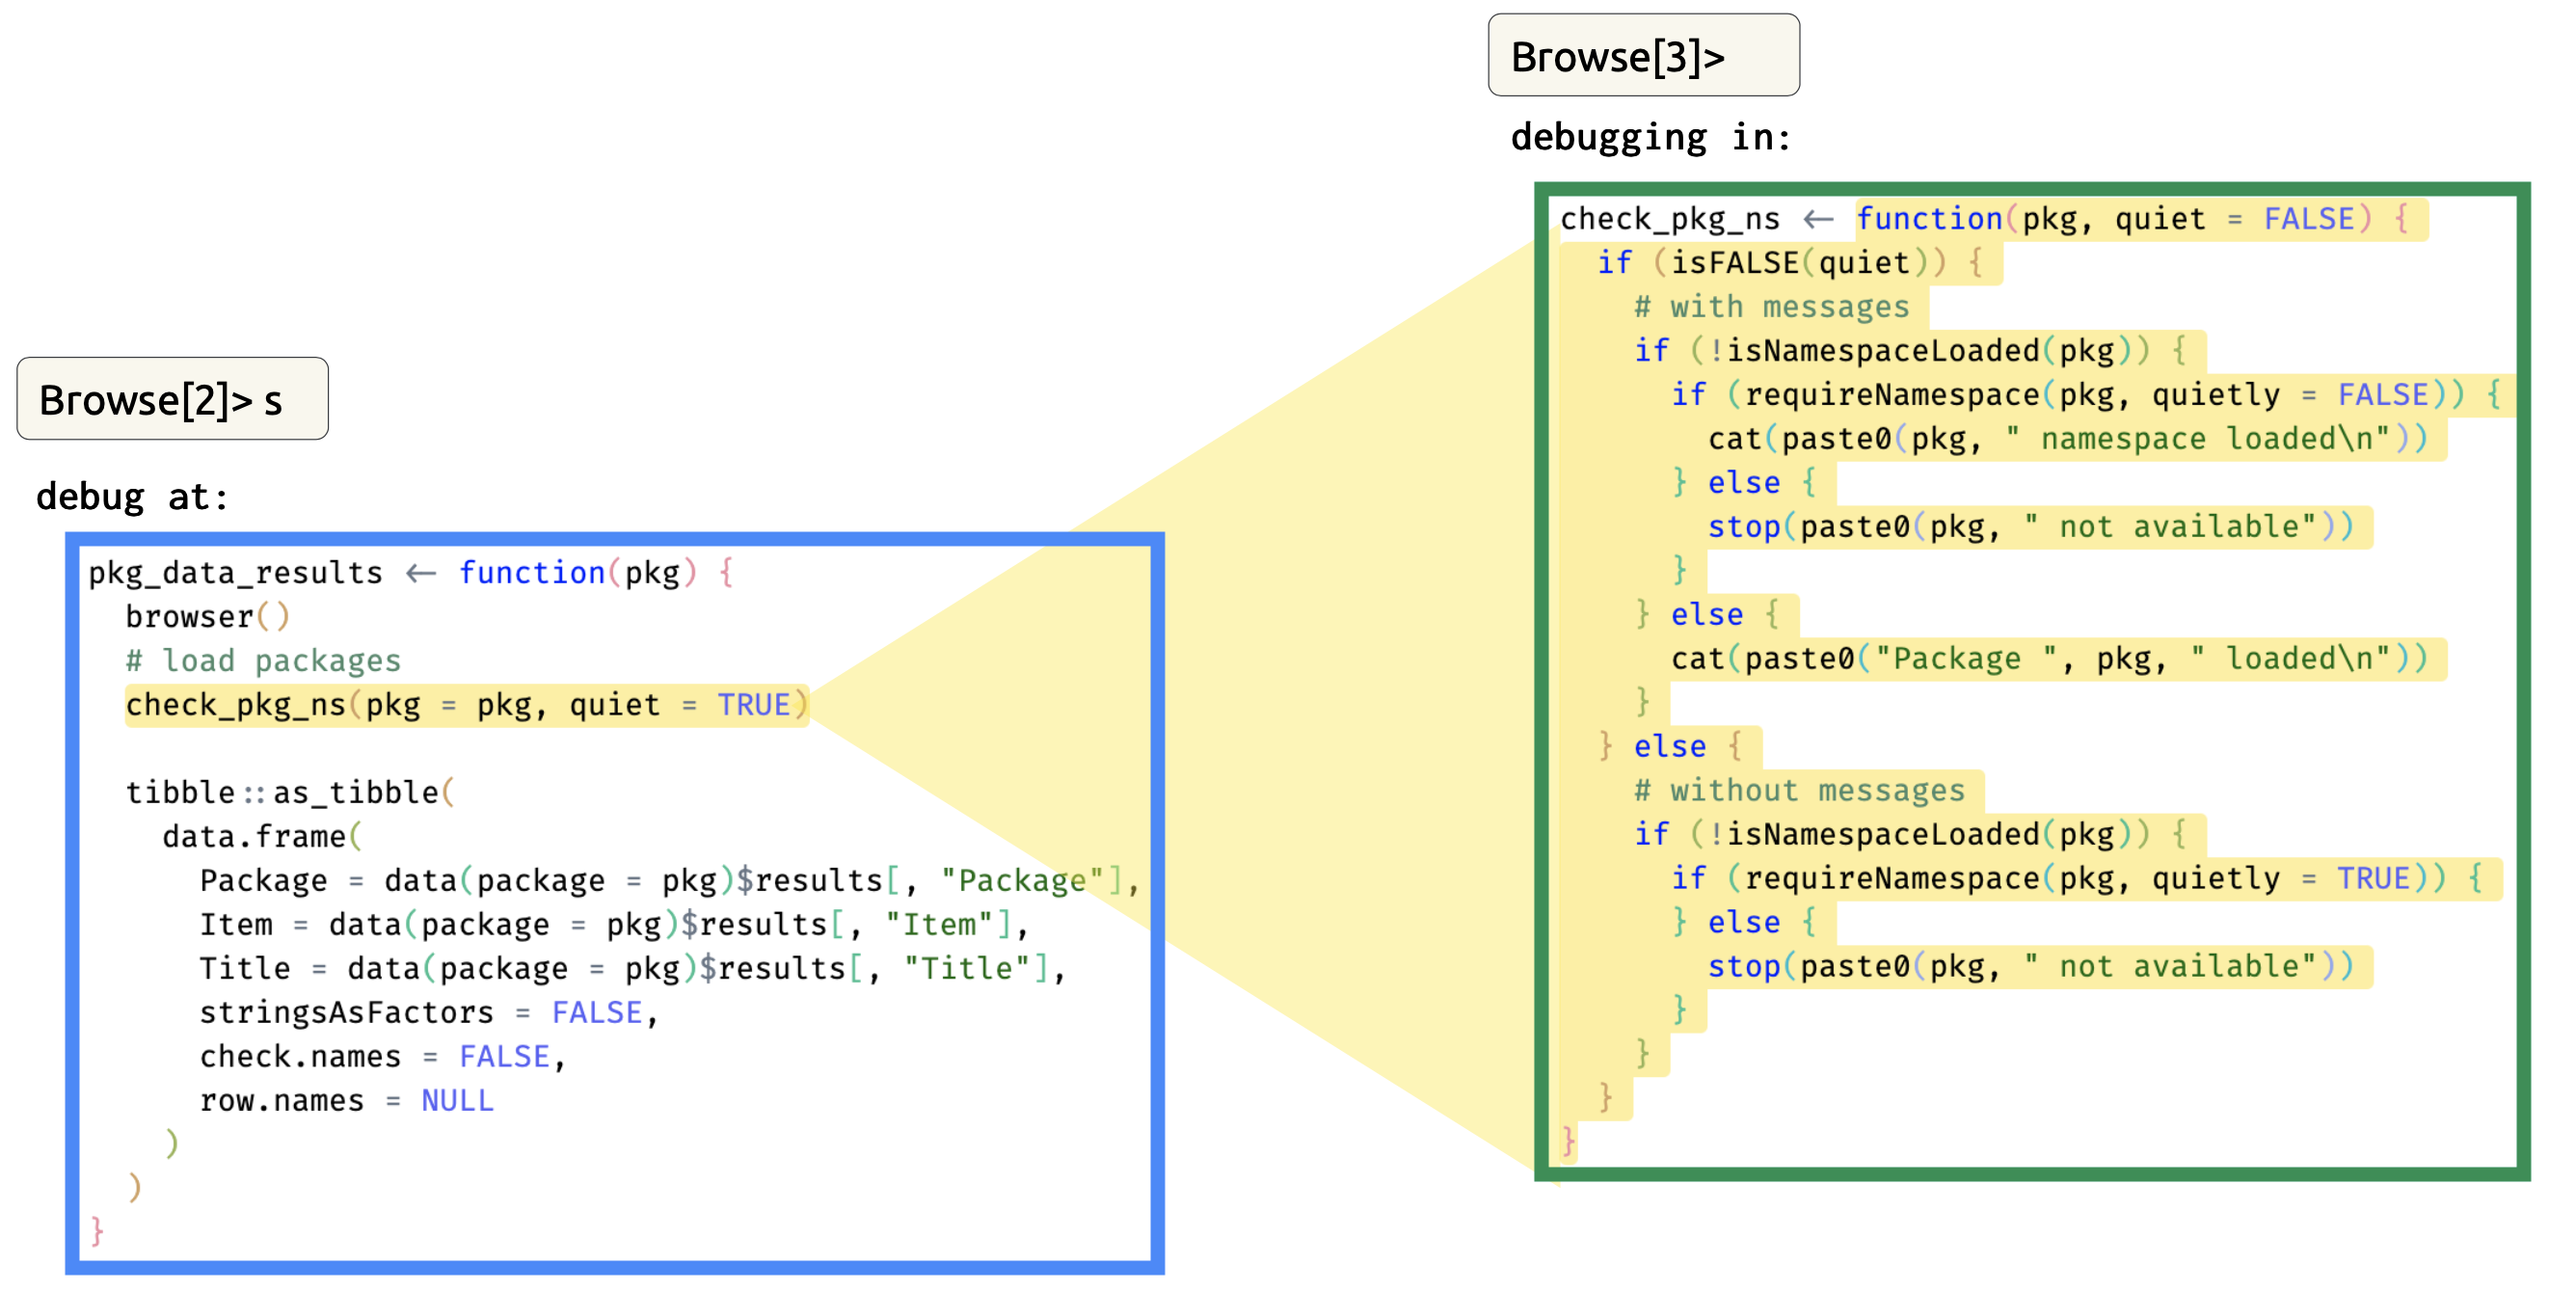 Browse[2]> s
debug at:
pkg_data_results ← function(pkg) {
  browser()
  # load packages
  check_pkg_ns(pkg = pkg, quiet = TRUE)

  tibble::as_tibble(
    data.frame(
      Package = data(package = pkg)$results[, "Package"],
      Item = data(package = pkg)$results[, "Item"],
      Title = data(package = pkg)$results[, "Title"],
      stringsAsFactors = FALSE,
      check.names = FALSE,
      row.names = NULL
    )
  )
}
Browse[3]>
debugging in:
check_pkg_ns ← function(pkg, quiet = FALSE) {
  if (isFALSE(quiet)) {
    # with messages
    if (!isNamespaceLoaded(pkg)) {
      if (requireNamespace(pkg, quietly = FALSE)) {
        cat(paste0(pkg, " namespace loaded\n"))
      } else {
        stop(paste0(pkg, " not available"))
      }
    } else {
      cat(paste0("Package ", pkg, " loaded\n"))
    }
  } else {
    # without messages
    if (!isNamespaceLoaded(pkg)) {
      if (requireNamespace(pkg, quietly = TRUE)) {
      } else {
        stop(paste0(pkg, " not available"))
      }
    }
  }
}